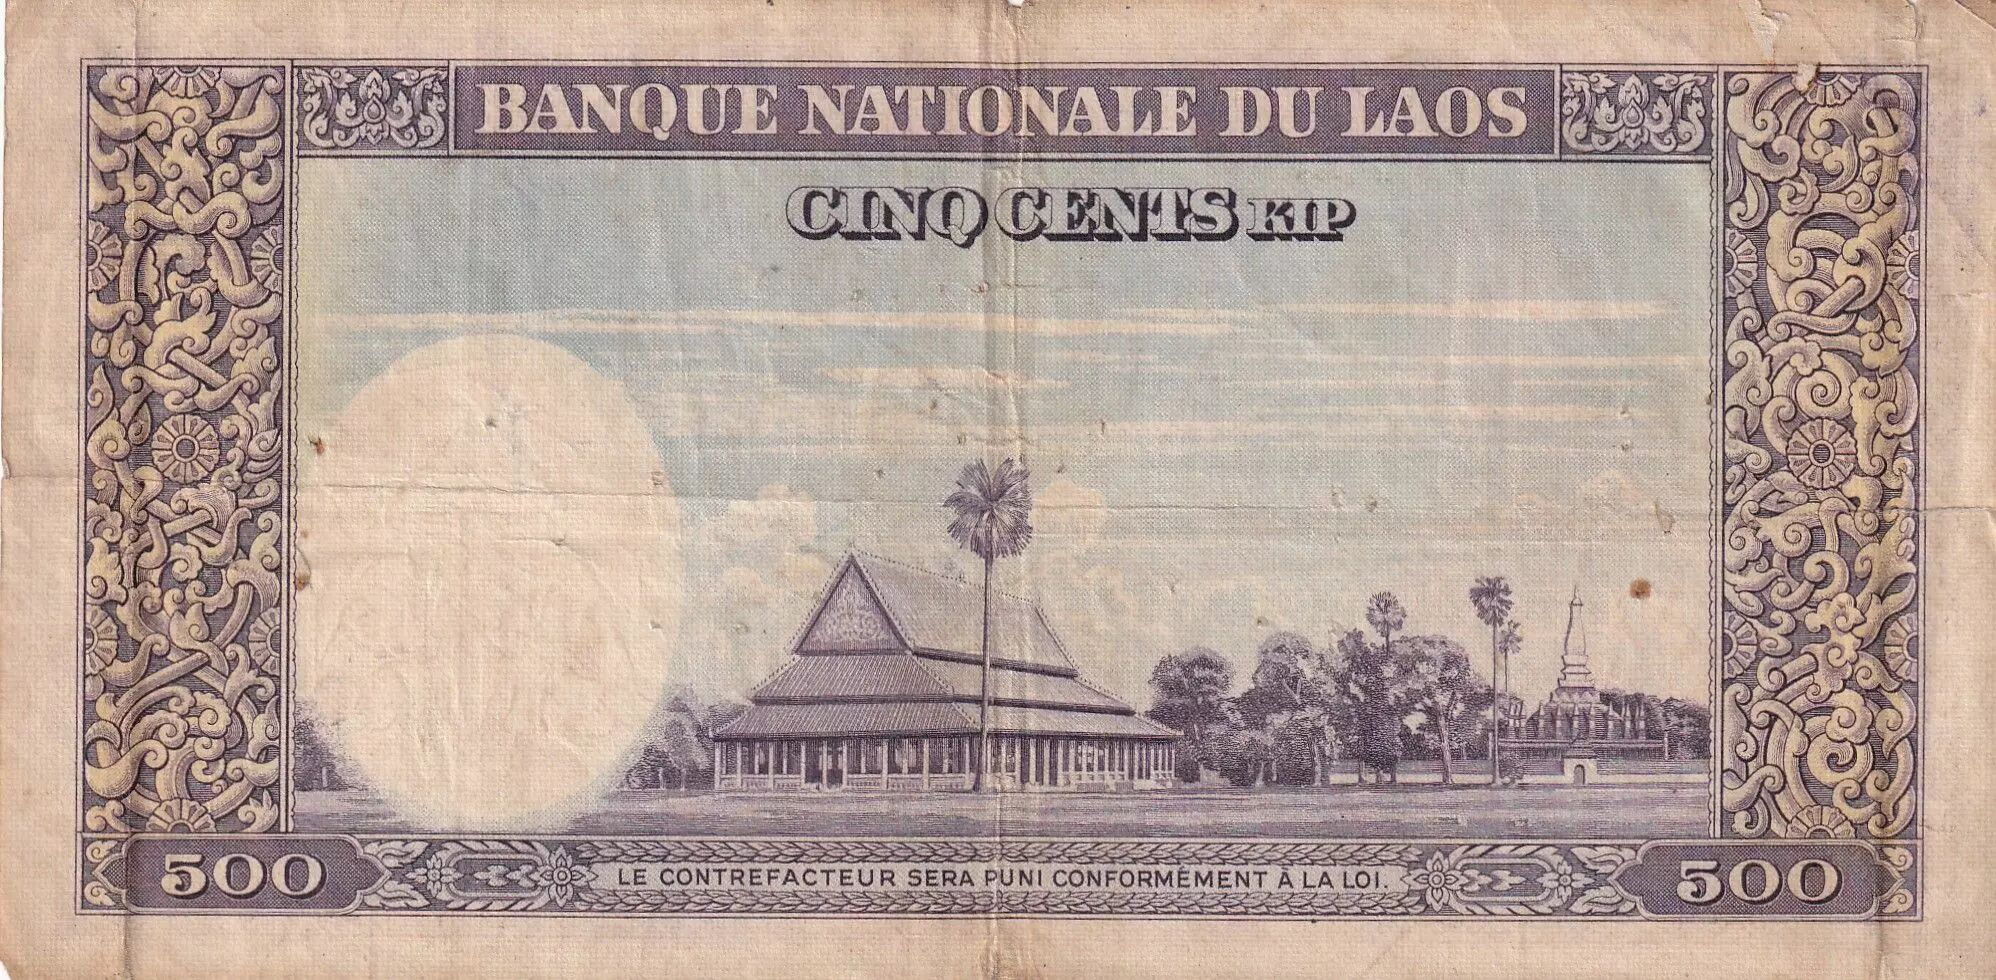 BANQUE NATIONALE DU LAOS
CINQ CENTS KIP
500
LE CONTREFACTEUR SERA PUNI CONFORMÉMENT À LA LOI.
500